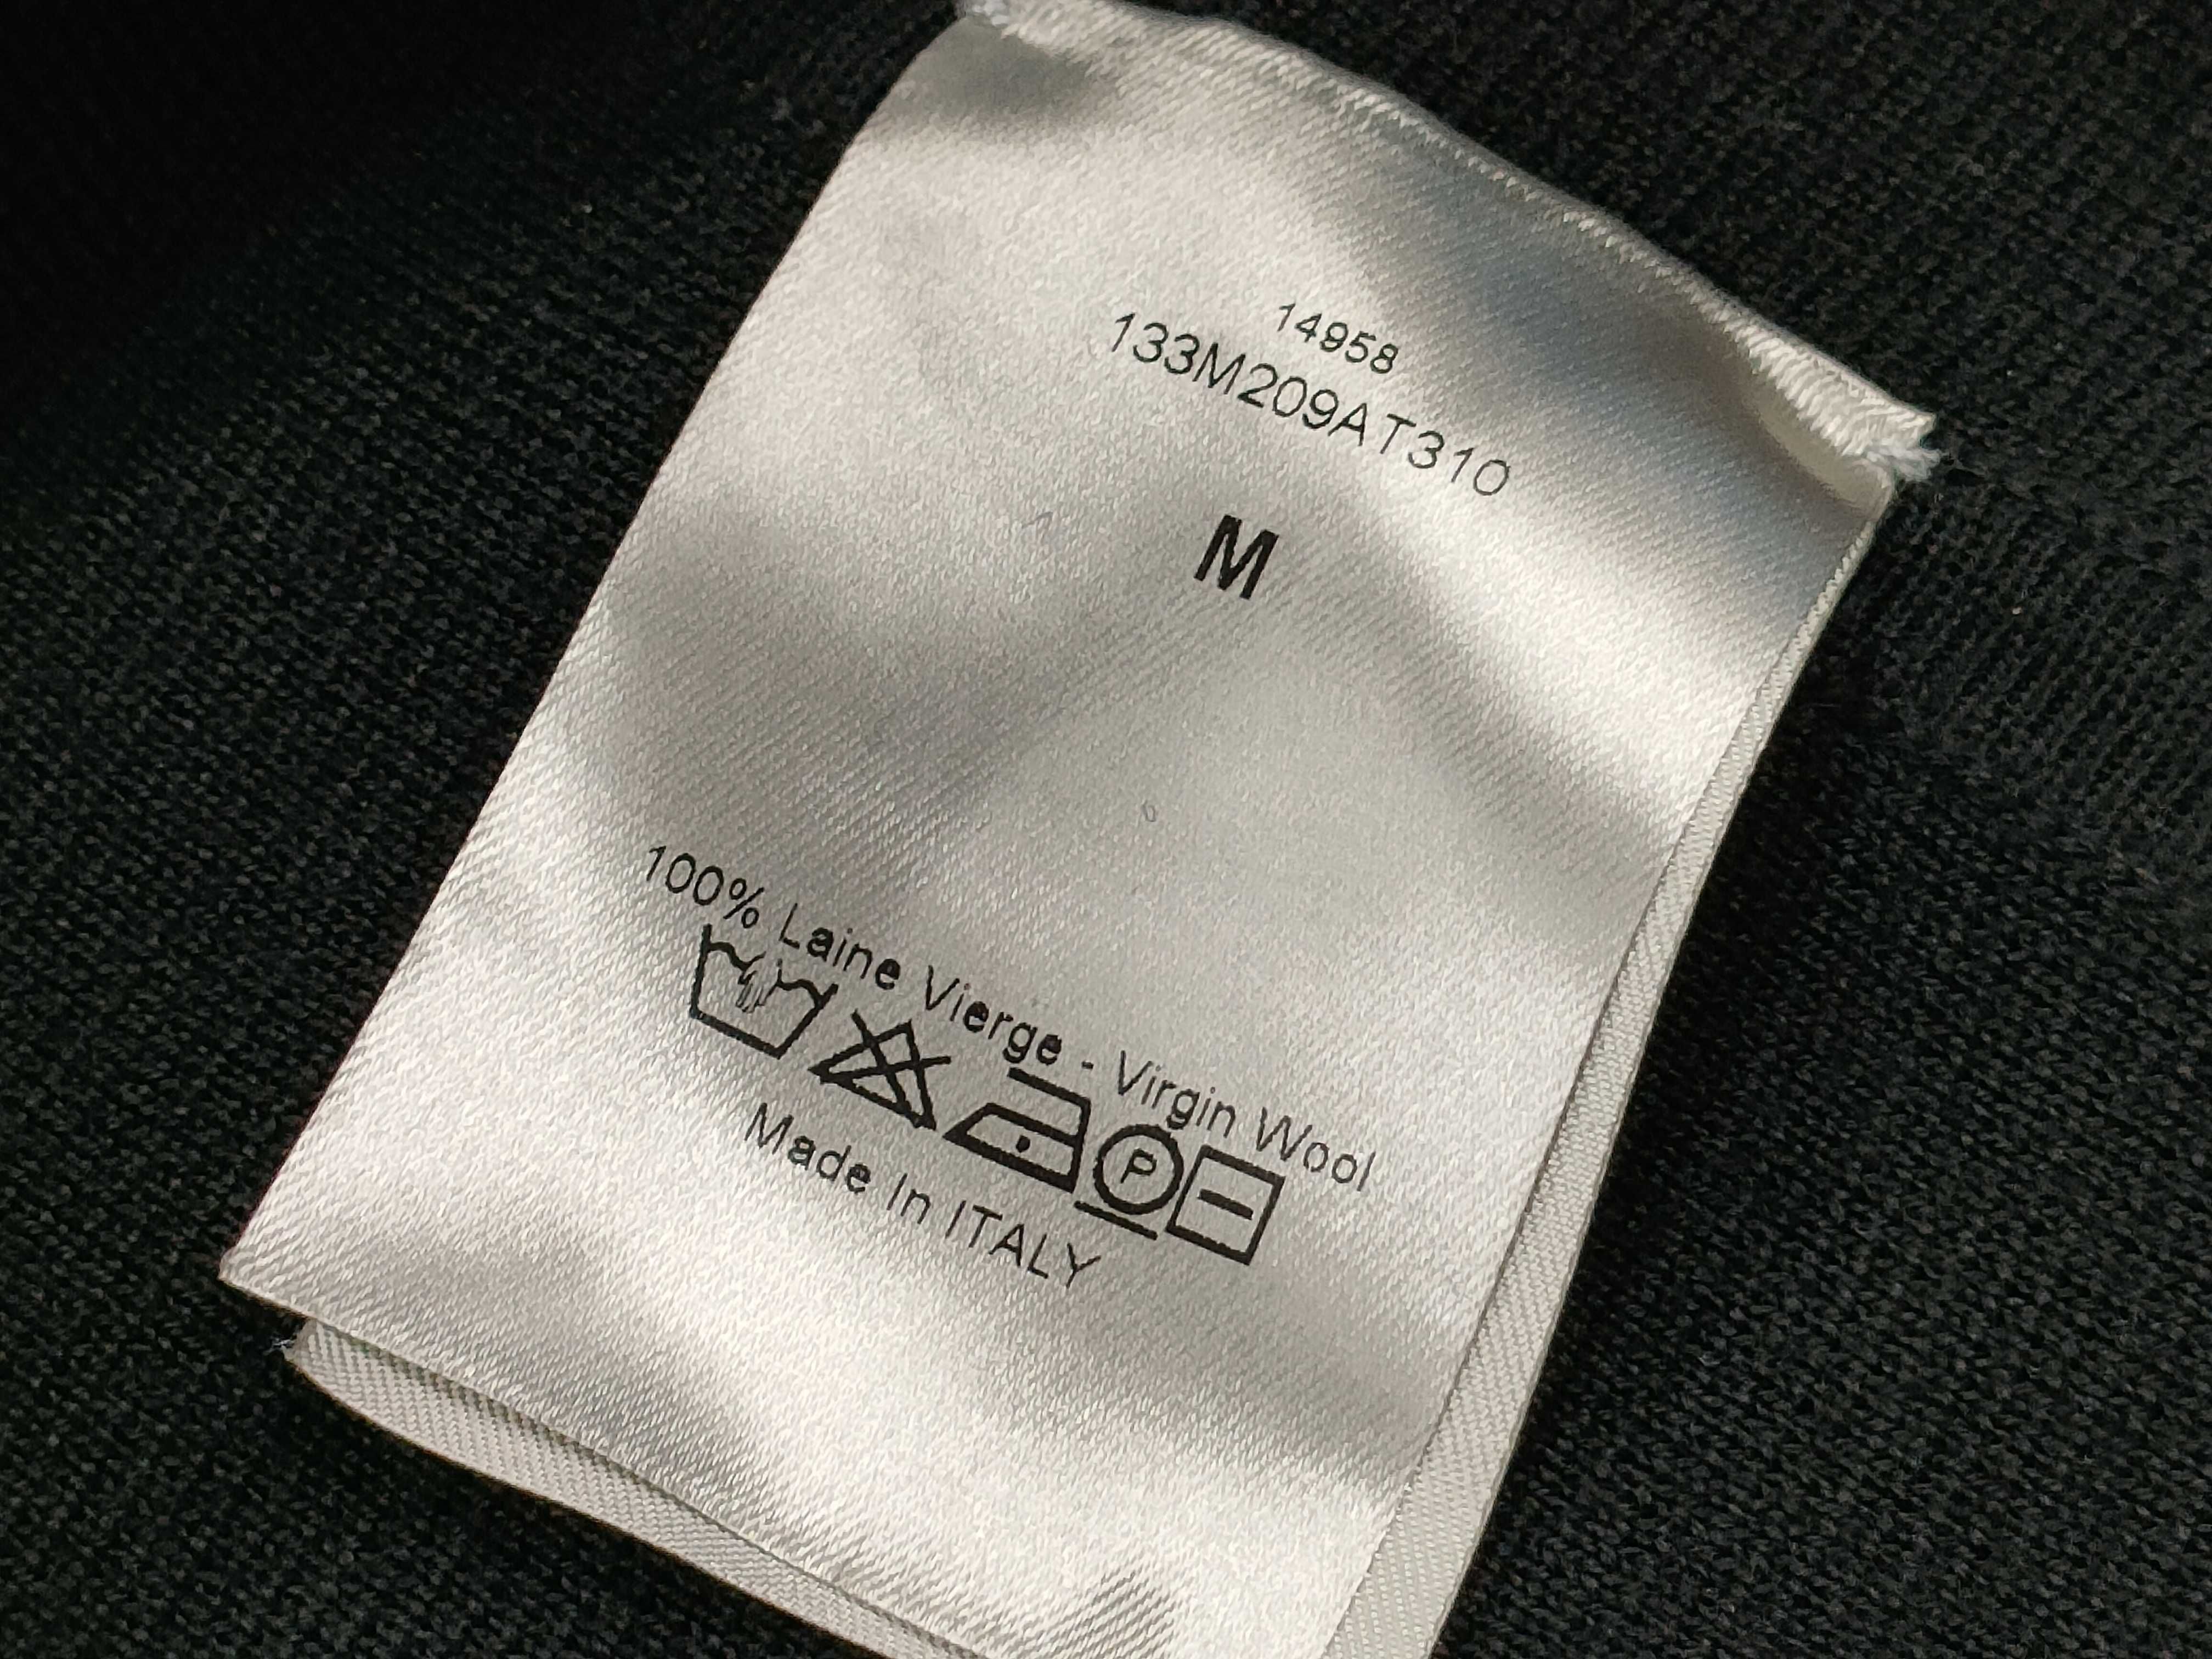 14958
133M209AT310
M
100% Laine Vierge - Virgin Wool
P
Made In ITALY